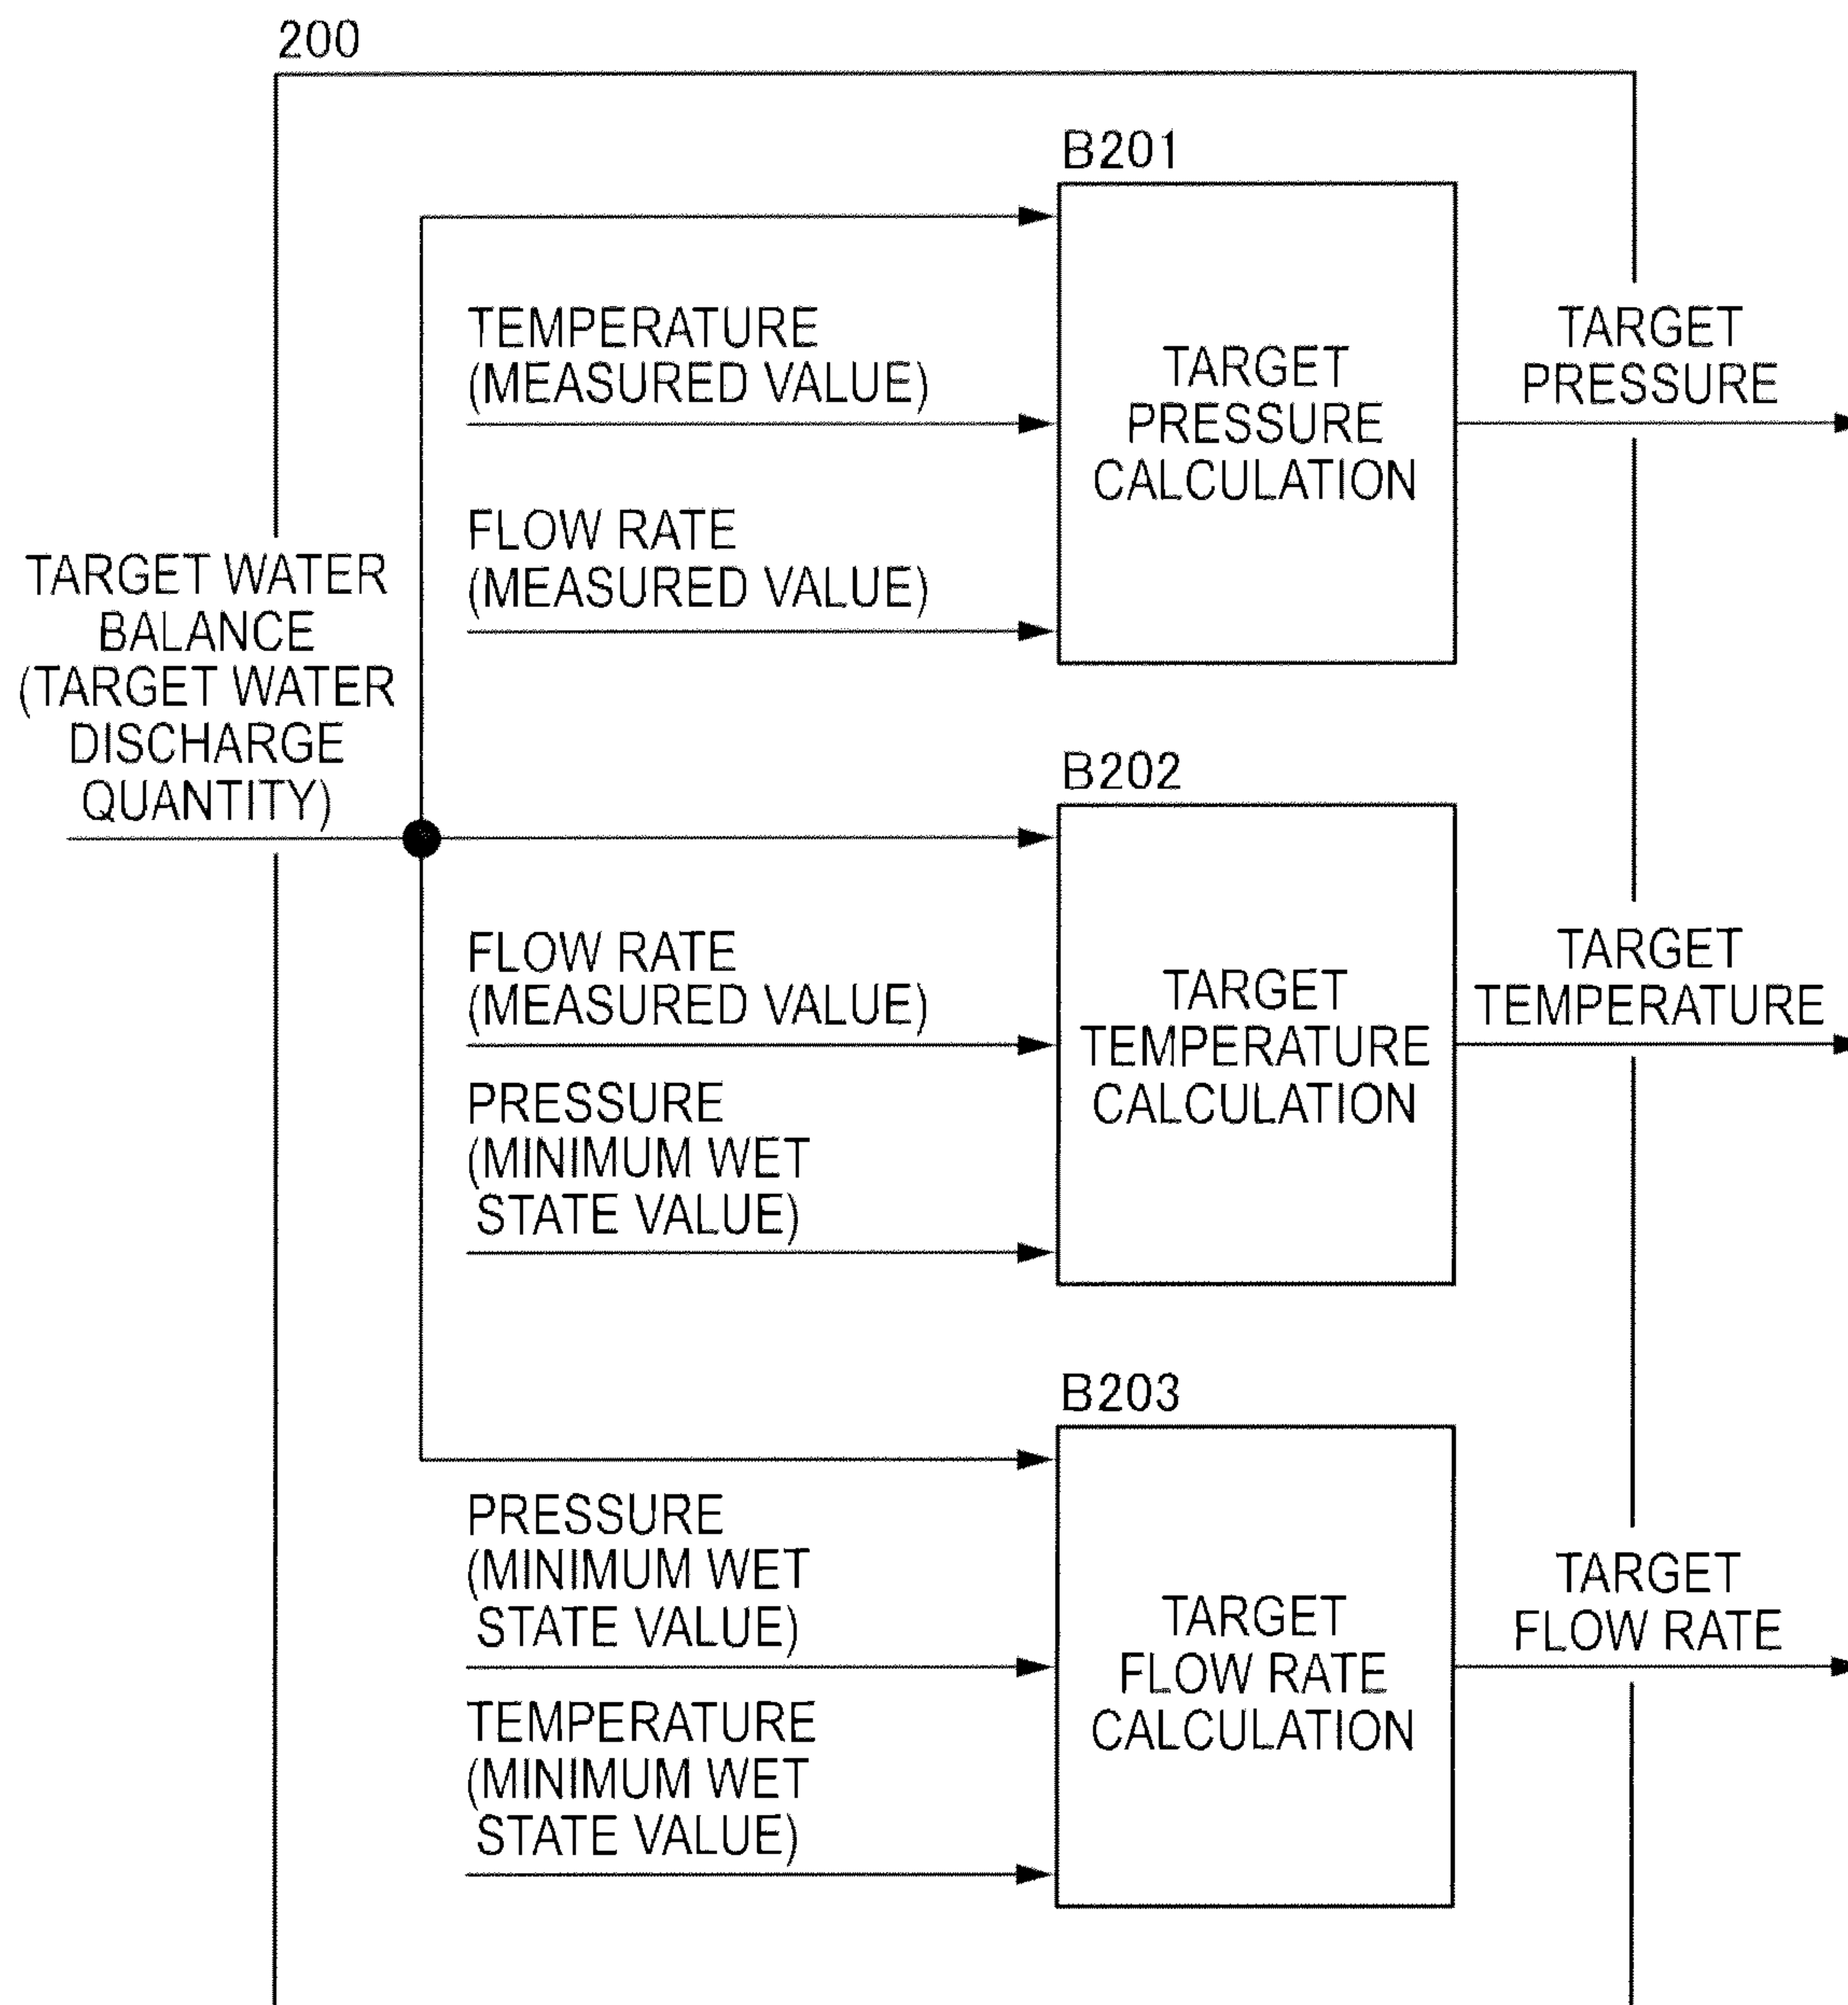 200
B201
TEMPERATURE
(MEASURED VALUE)
FLOW RATE
(MEASURED VALUE)
TARGET
PRESSURE
CALCULATION
TARGET
PRESSURE
TARGET WATER
BALANCE
(TARGET WATER
DISCHARGE
QUANTITY)
B202
FLOW RATE
(MEASURED VALUE)
PRESSURE
(MINIMUM WET
STATE VALUE)
TARGET
TEMPERATURE
CALCULATION
TARGET
TEMPERATURE
B203
PRESSURE
(MINIMUM WET
STATE VALUE)
TEMPERATURE
(MINIMUM WET
STATE VALUE)
TARGET
FLOW RATE
CALCULATION
TARGET
FLOW RATE